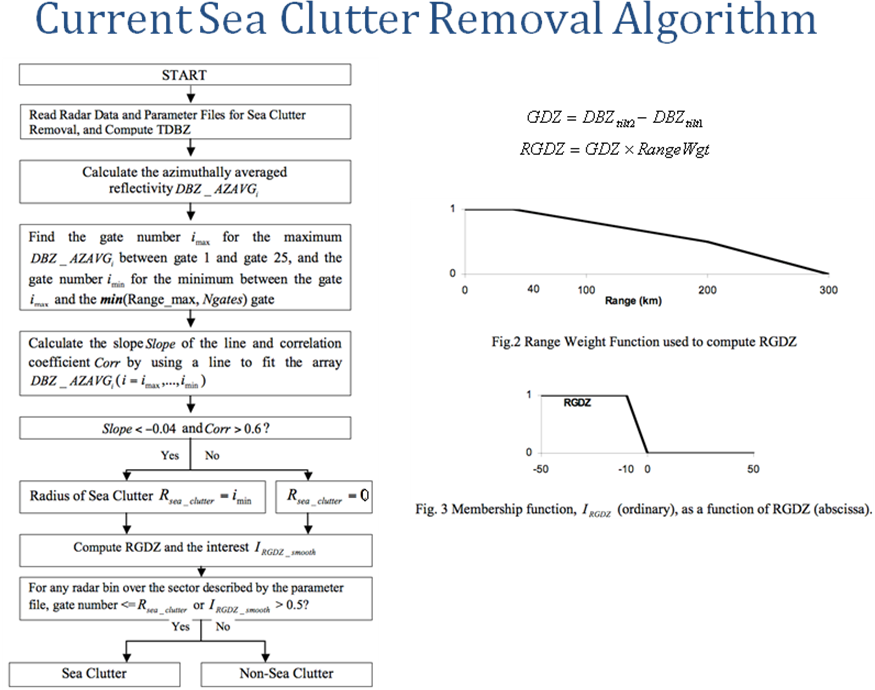 Current Sea Clutter Removal Algorithm
START
Read Radar Data and Parameter Files for Sea Clutter
Removal, and Compute TDBZ
Calculate the azimuthally averaged
reflectivity DBZ _ AZAVG_i
Find the gate number i_max for the maximum
DBZ _ AZAVG_i between gate 1 and gate 25, and the
gate number i_min for the minimum between the gate
i_max and the min(Range_max, Ngates) gate
Calculate the slope Slope of the line and correlation
coefficient Corr by using a line to fit the array
DBZ _ AZAVG_i (i = i_max,...,i_min)
Slope < −0.04 and Corr > 0.6 ?
Yes No
Radius of Sea Clutter R_sea_clutter = i_min
R_sea_clutter = 0
Compute RGDZ and the interest I_RGDZ_smooth
For any radar bin over the sector described by the parameter
file, gate number <= R_sea_clutter or I_RGDZ_smooth > 0.5?
Yes No
Sea Clutter
Non-Sea Clutter
GDZ = DBZ_tilt2 − DBZ_tilt1
RGDZ = GDZ × RangeWgt
1
0
0 40 100 200 300
Range (km)
Fig.2 Range Weight Function used to compute RGDZ
1
RGDZ
0
-50 -10 0 50
Fig. 3 Membership function, I_RGDZ (ordinary), as a function of RGDZ (abscissa).